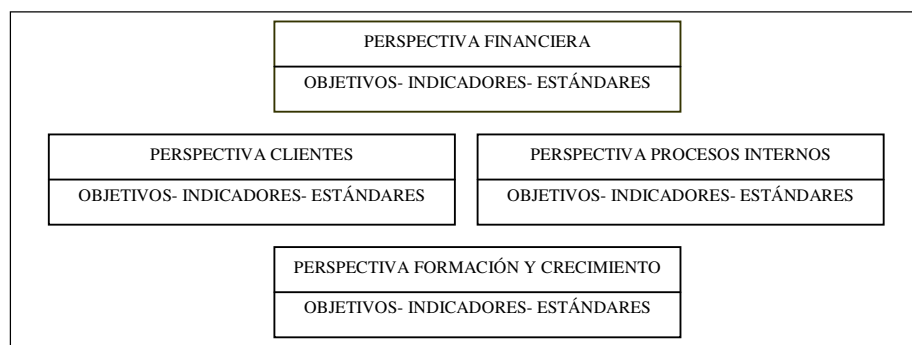 PERSPECTIVA FINANCIERA
OBJETIVOS- INDICADORES- ESTÁNDARES
PERSPECTIVA CLIENTES
OBJETIVOS- INDICADORES- ESTÁNDARES
PERSPECTIVA PROCESOS INTERNOS
OBJETIVOS- INDICADORES- ESTÁNDARES
PERSPECTIVA FORMACIÓN Y CRECIMIENTO
OBJETIVOS- INDICADORES- ESTÁNDARES